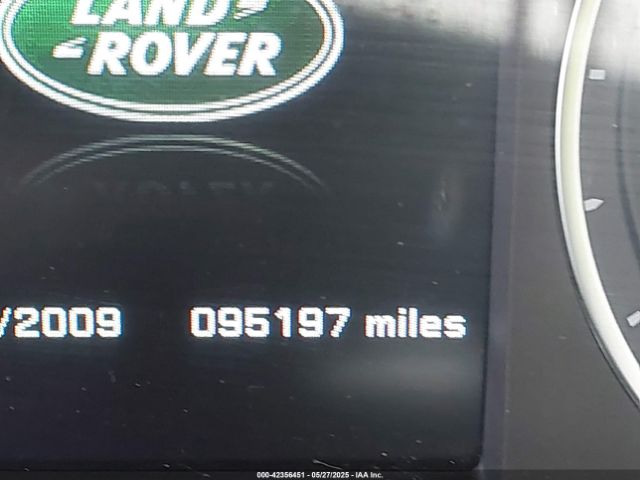 LAND
ROVER
/2009 095197 miles
000-42356451 - 05/27/2025 - IAA Inc.